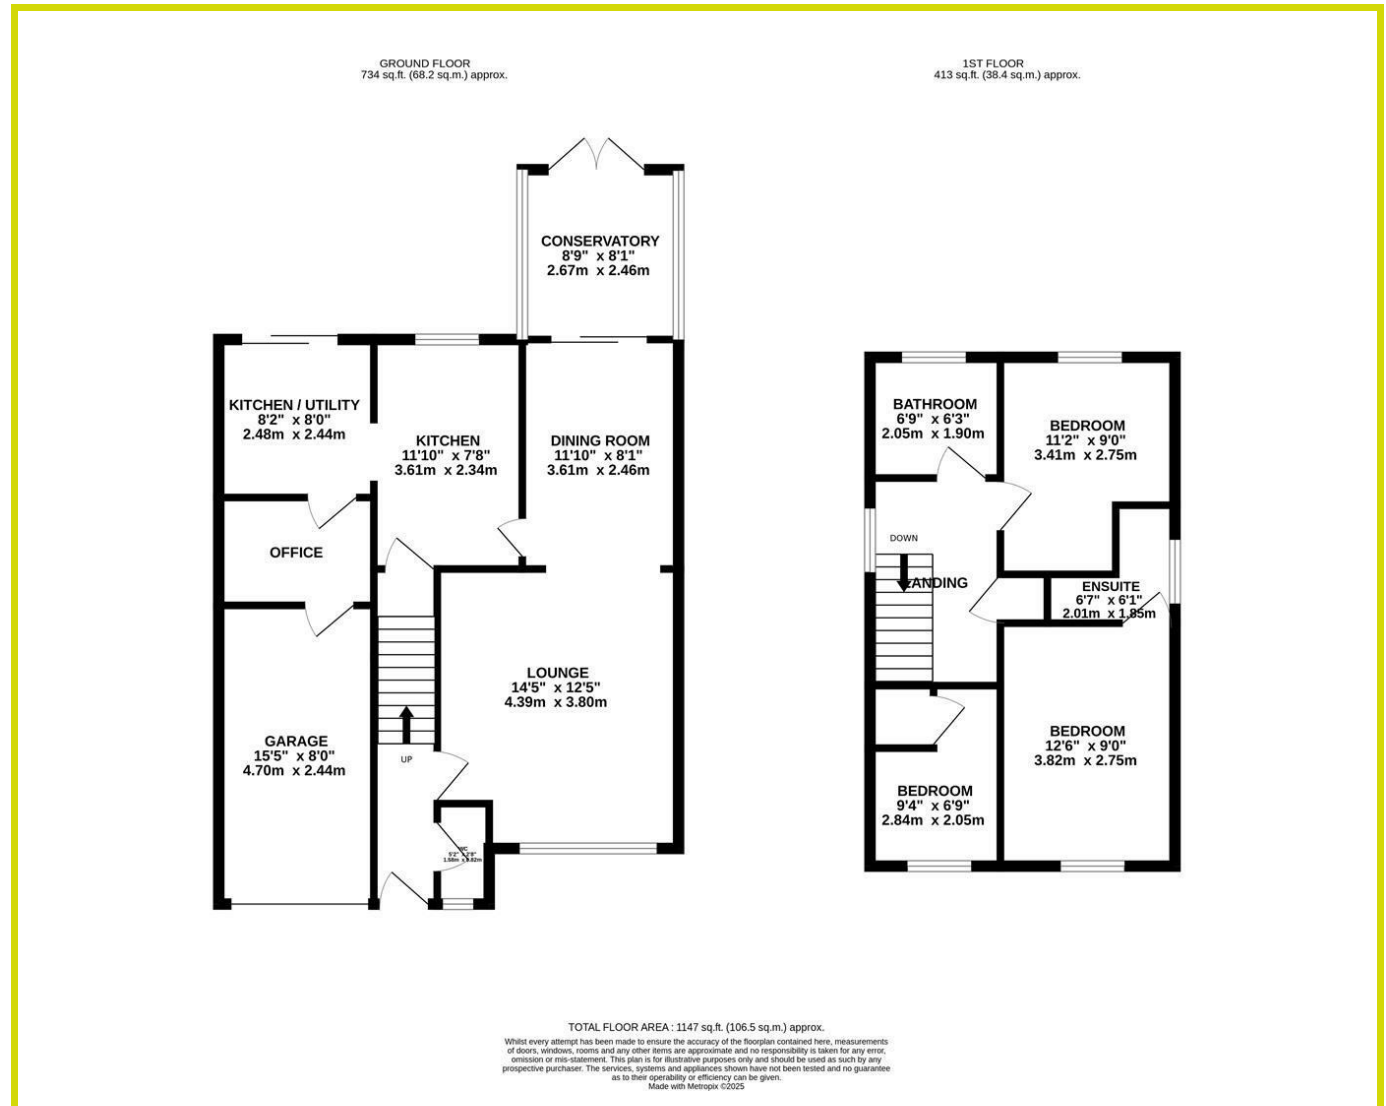 GROUND FLOOR
734 sq.ft. (68.2 sq.m.) approx.
1ST FLOOR
413 sq.ft. (38.4 sq.m.) approx.
CONSERVATORY
8'9" x 8'1"
2.67m x 2.46m
KITCHEN / UTILITY
8'2" x 8'0"
2.48m x 2.44m
KITCHEN
11'10" x 7'8"
3.61m x 2.34m
DINING ROOM
11'10" x 8'1"
3.61m x 2.46m
OFFICE
LOUNGE
14'5" x 12'5"
4.39m x 3.80m
GARAGE
15'5" x 8'0"
4.70m x 2.44m
UP
WC
5'2" x 2'8"
1.58m x 0.82m
BATHROOM
6'9" x 6'3"
2.05m x 1.90m
BEDROOM
11'2" x 9'0"
3.41m x 2.75m
DOWN
LANDING
ENSUITE
6'7" x 6'1"
2.01m x 1.85m
BEDROOM
12'6" x 9'0"
3.82m x 2.75m
BEDROOM
9'4" x 6'9"
2.84m x 2.05m
TOTAL FLOOR AREA : 1147 sq.ft. (106.5 sq.m.) approx.
Whilst every attempt has been made to ensure the accuracy of the floorplan contained here, measurements
of doors, windows, rooms and any other items are approximate and no responsibility is taken for any error,
omission or mis-statement. This plan is for illustrative purposes only and should be used as such by any
prospective purchaser. The services, systems and appliances shown have not been tested and no guarantee
as to their operability or efficiency can be given.
Made with Metropix ©2025